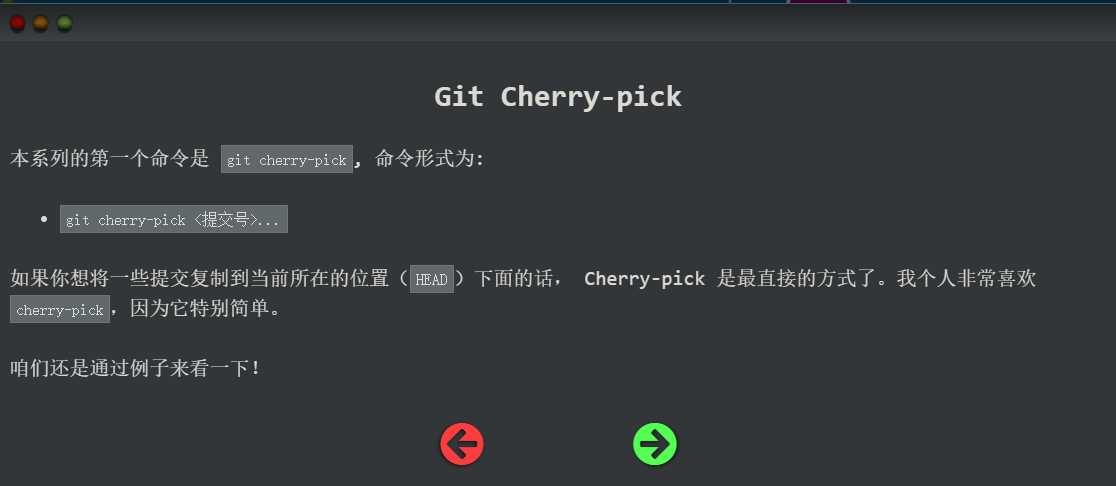 Git Cherry-pick
本系列的第一个命令是 git cherry-pick, 命令形式为:
• git cherry-pick <提交号>...
如果你想将一些提交复制到当前所在的位置（HEAD）下面的话， Cherry-pick 是最直接的方式了。我个人非常喜欢
cherry-pick，因为它特别简单。
咱们还是通过例子来看一下！